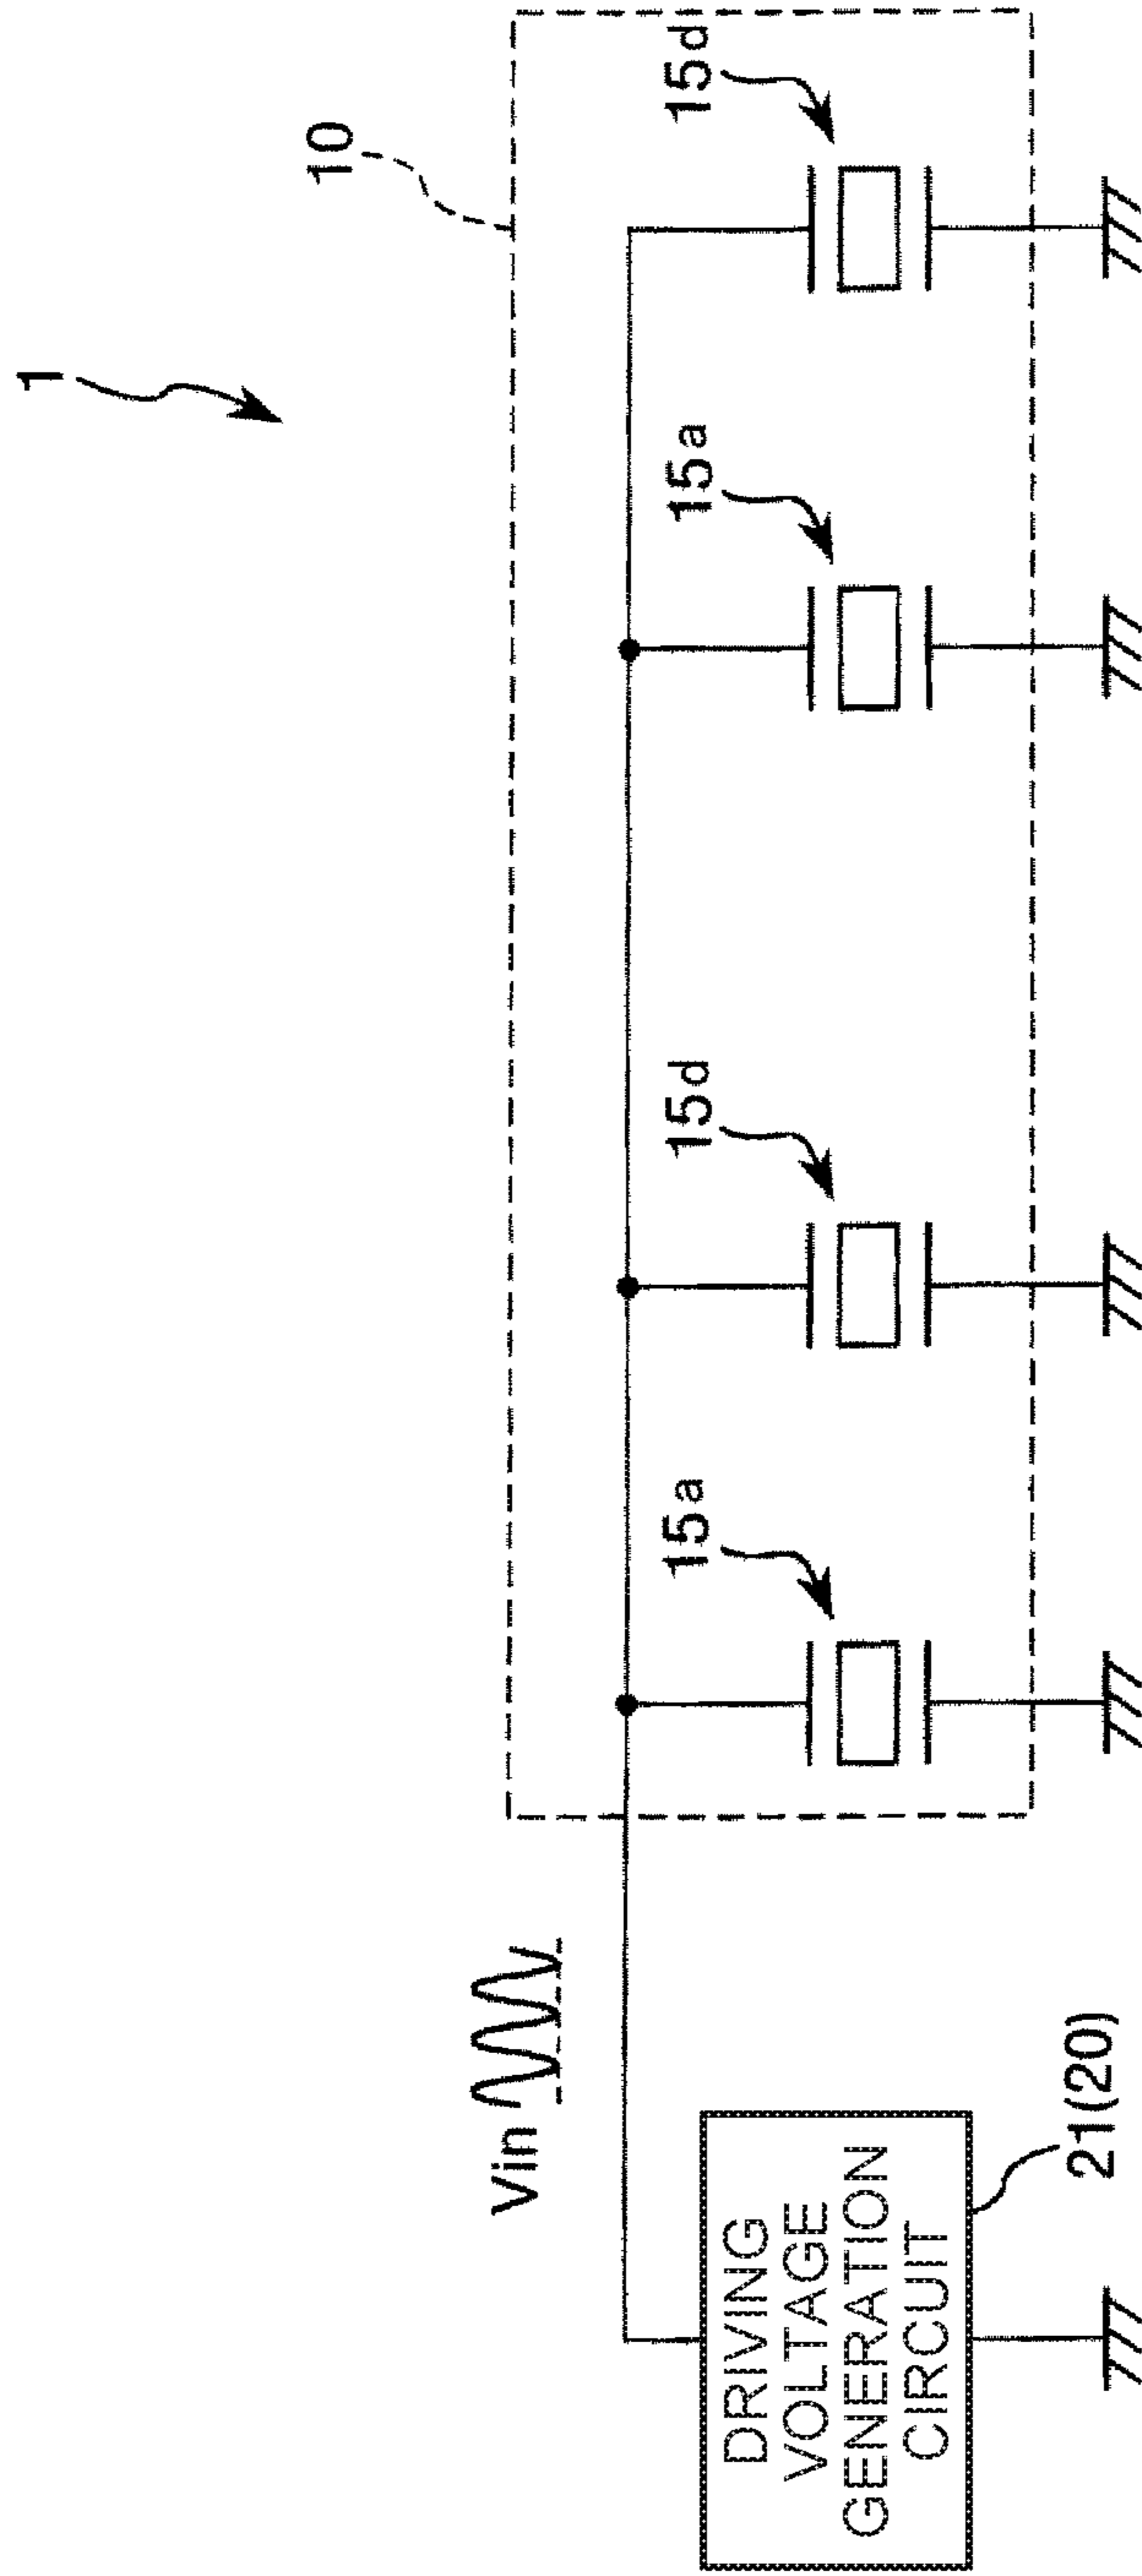 1
10
15a
15d
15a
15d
Vin
DRIVING
VOLTAGE
GENERATION
CIRCUIT
21(20)